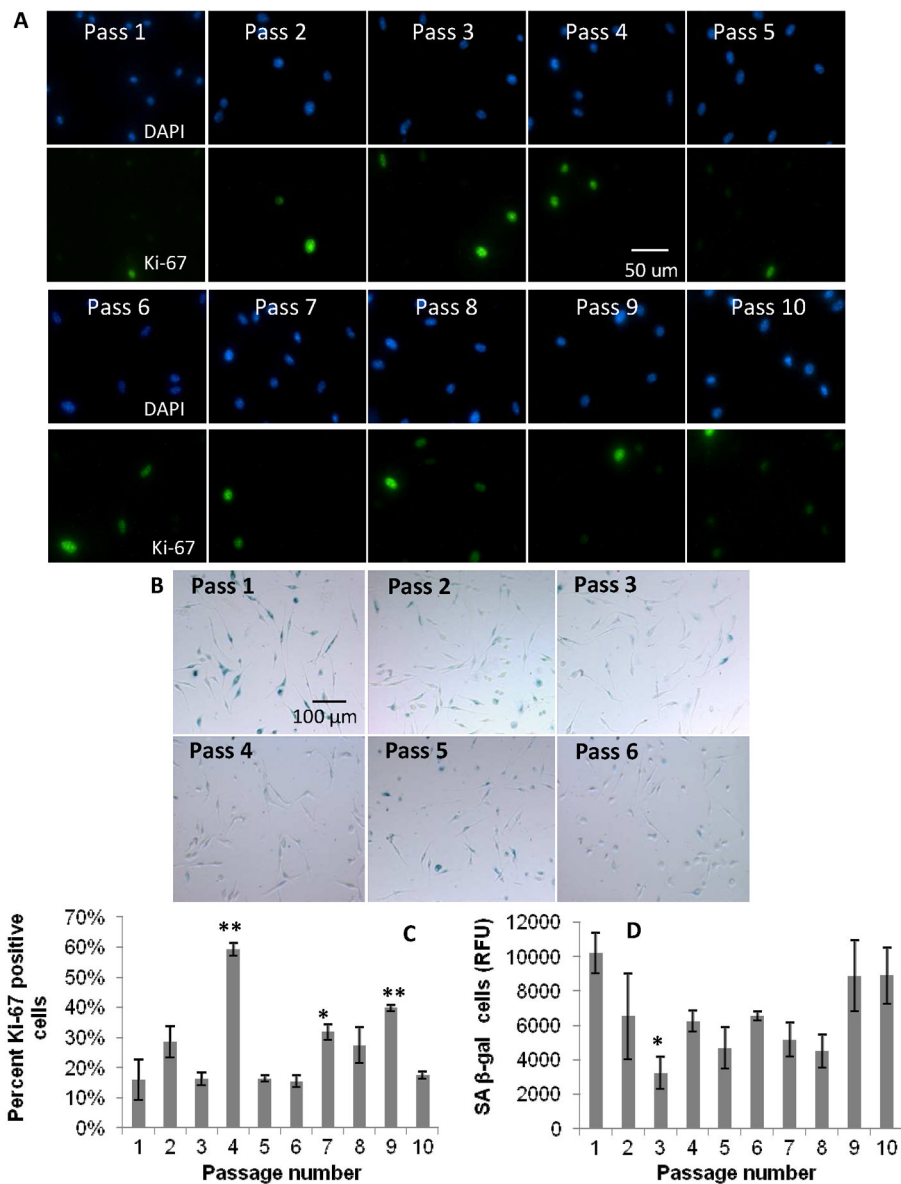 A
Pass 1 Pass 2 Pass 3 Pass 4 Pass 5
DAPI
Ki-67
50 um
Pass 6 Pass 7 Pass 8 Pass 9 Pass 10
DAPI
Ki-67
B
Pass 1 Pass 2 Pass 3
100 µm
Pass 4 Pass 5 Pass 6
C
Percent Ki-67 positive
cells
70%
60%
50%
40%
30%
20%
10%
0%
** * **
1 2 3 4 5 6 7 8 9 10
Passage number
D
SA β-gal cells (RFU)
12000
10000
8000
6000
4000
2000
0
*
1 2 3 4 5 6 7 8 9 10
Passage number